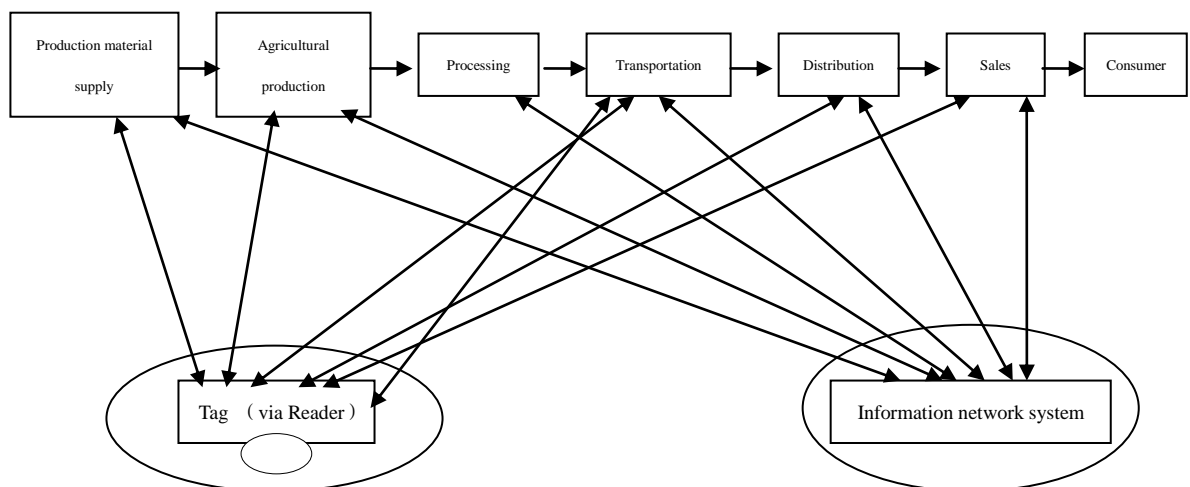 Production material
supply
Agricultural
production
Processing
Transportation
Distribution
Sales
Consumer
Tag （via Reader）
Information network system